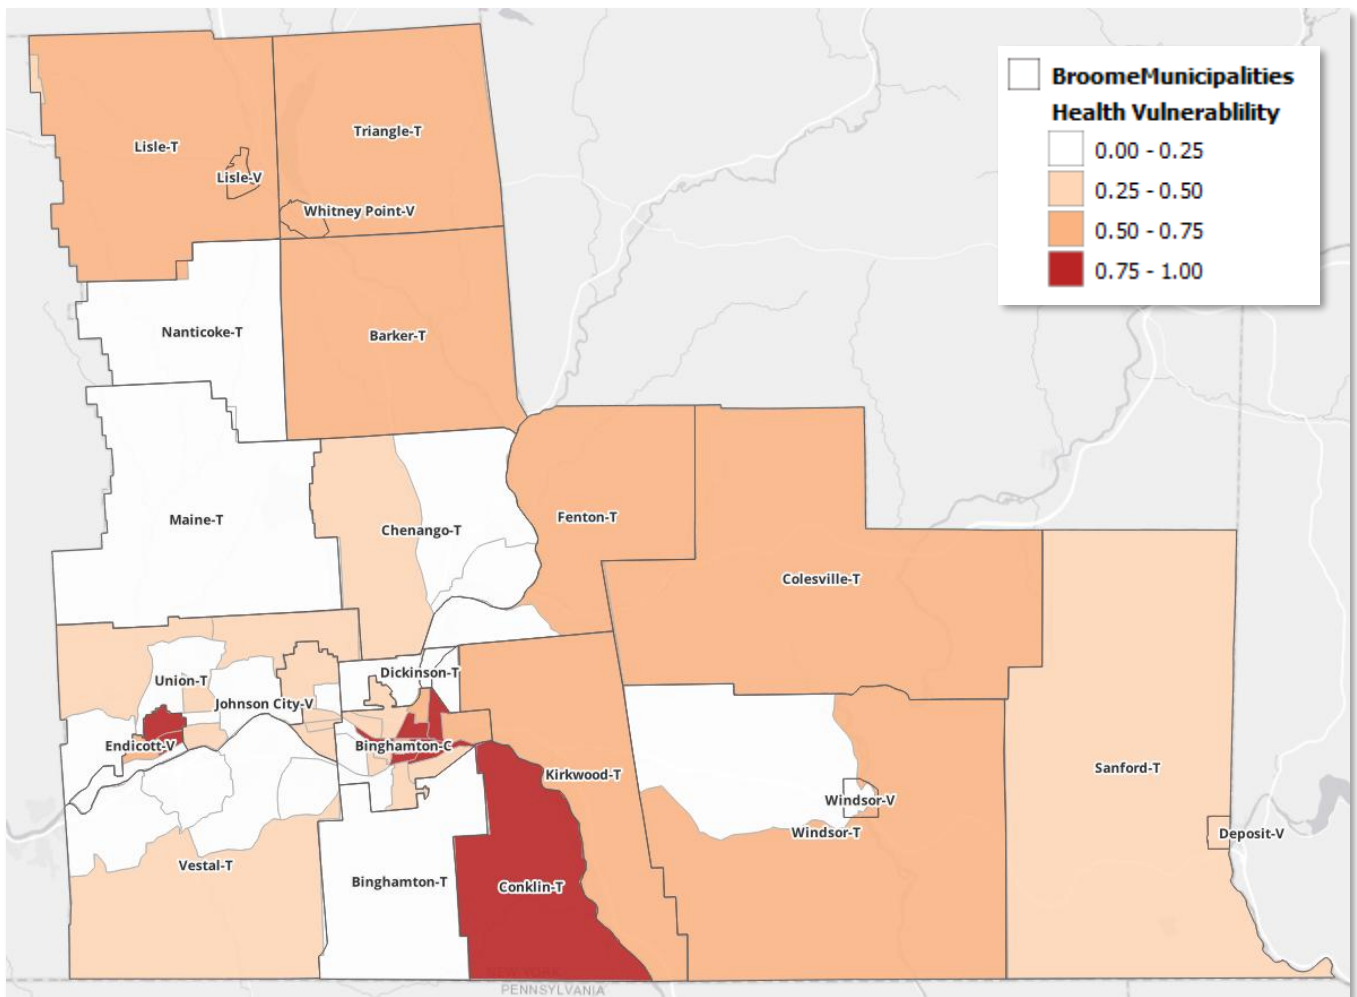 BroomeMunicipalities
Health Vulnerablility
0.00 - 0.25
0.25 - 0.50
0.50 - 0.75
0.75 - 1.00
Triangle-T
Lisle-T
Lisle-V
Whitney Point-V
Nanticoke-T
Barker-T
Maine-T
Chenango-T
Fenton-T
Colesville-T
Dickinson-T
Union-T
Johnson City-V
Endicott-V
Binghamton-C
Kirkwood-T
Sanford-T
Windsor-V
Windsor-T
Deposit-V
Vestal-T
Binghamton-T
Conklin-T
NEW YORK
PENNSYLVANIA